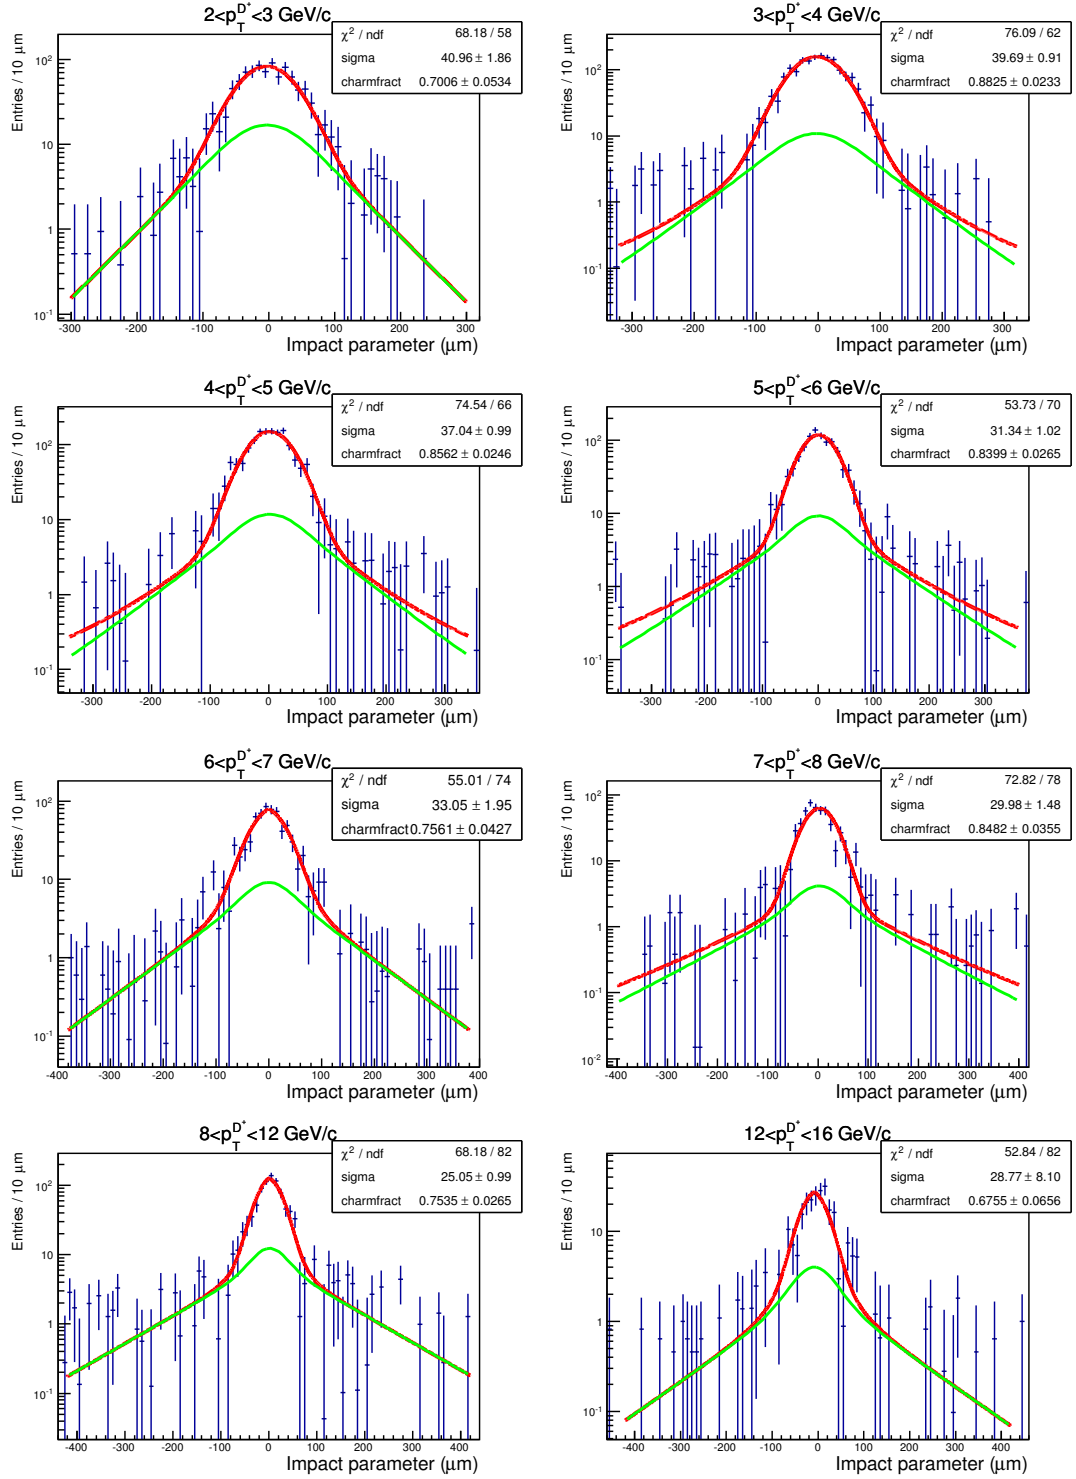 2<p_T^{D^+}<3 GeV/c
χ² / ndf 68.18 / 58
sigma 40.96 ± 1.86
charmfract 0.7006 ± 0.0534
Entries / 10 μm
10²
10
1
10⁻¹
-300 -200 -100 0 100 200 300
Impact parameter (μm)
3<p_T^{D^+}<4 GeV/c
χ² / ndf 76.09 / 62
sigma 39.69 ± 0.91
charmfract 0.8825 ± 0.0233
Entries / 10 μm
10²
10
1
10⁻¹
-300 -200 -100 0 100 200 300
Impact parameter (μm)
4<p_T^{D^+}<5 GeV/c
χ² / ndf 74.54 / 66
sigma 37.04 ± 0.99
charmfract 0.8562 ± 0.0246
Entries / 10 μm
10²
10
1
10⁻¹
-300 -200 -100 0 100 200 300
Impact parameter (μm)
5<p_T^{D^+}<6 GeV/c
χ² / ndf 53.73 / 70
sigma 31.34 ± 1.02
charmfract 0.8399 ± 0.0265
Entries / 10 μm
10²
10
1
10⁻¹
-300 -200 -100 0 100 200 300
Impact parameter (μm)
6<p_T^{D^+}<7 GeV/c
χ² / ndf 55.01 / 74
sigma 33.05 ± 1.95
charmfract 0.7561 ± 0.0427
Entries / 10 μm
10²
10
1
10⁻¹
-400 -300 -200 -100 0 100 200 300 400
Impact parameter (μm)
7<p_T^{D^+}<8 GeV/c
χ² / ndf 72.82 / 78
sigma 29.98 ± 1.48
charmfract 0.8482 ± 0.0355
Entries / 10 μm
10²
10
1
10⁻¹
10⁻²
-400 -300 -200 -100 0 100 200 300 400
Impact parameter (μm)
8<p_T^{D^+}<12 GeV/c
χ² / ndf 68.18 / 82
sigma 25.05 ± 0.99
charmfract 0.7535 ± 0.0265
Entries / 10 μm
10²
10
1
10⁻¹
-400 -300 -200 -100 0 100 200 300 400
Impact parameter (μm)
12<p_T^{D^+}<16 GeV/c
χ² / ndf 52.84 / 82
sigma 28.77 ± 8.10
charmfract 0.6755 ± 0.0656
Entries / 10 μm
10
1
10⁻¹
-400 -300 -200 -100 0 100 200 300 400
Impact parameter (μm)